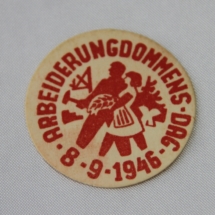 ARBEIDERUNGDOMMENS · DAG ·
8-9-1946